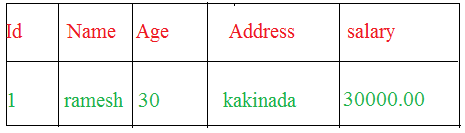 Id Name Age Address salary
1 ramesh 30 kakinada 30000.00